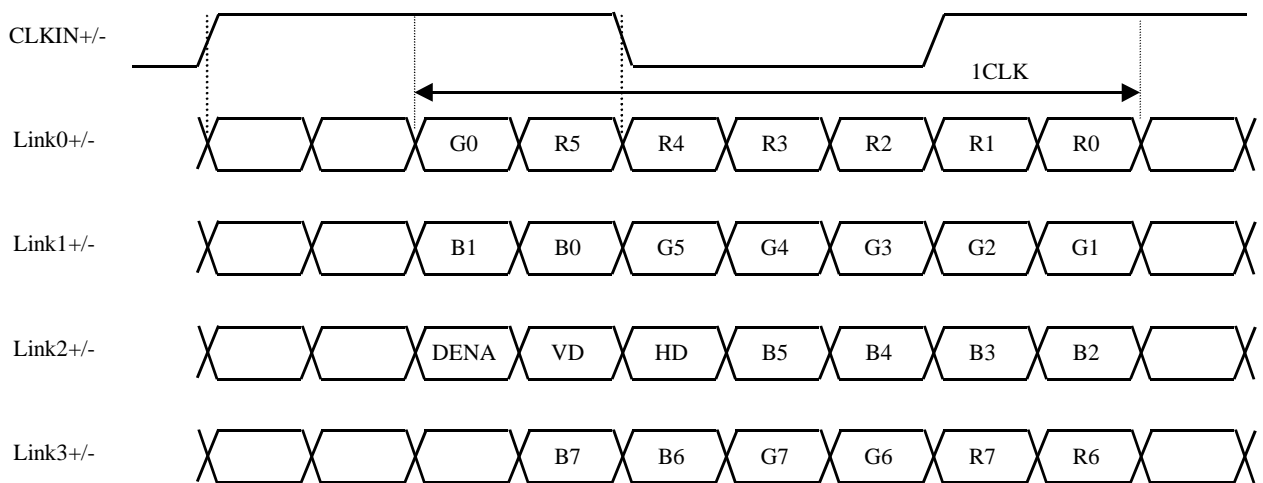 CLKIN+/-
1CLK
Link0+/- G0 R5 R4 R3 R2 R1 R0
Link1+/- B1 B0 G5 G4 G3 G2 G1
Link2+/- DENA VD HD B5 B4 B3 B2
Link3+/- B7 B6 G7 G6 R7 R6